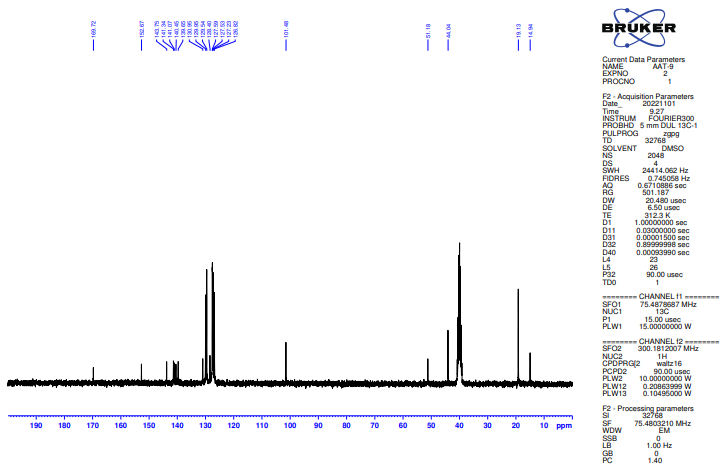 169.72
152.67
143.75
141.34
141.07
140.45
139.65
130.95
129.95
129.54
128.40
127.59
127.53
127.23
126.82
101.48
51.18
44.04
19.13
14.94
BRUKER
Current Data Parameters
NAME AAT-9
EXPNO 2
PROCNO 1
F2 - Acquisition Parameters
Date_ 20221101
Time 9.27
INSTRUM FOURIER300
PROBHD 5 mm DUL 13C-1
PULPROG zgpg
TD 32768
SOLVENT DMSO
NS 2048
DS 4
SWH 24414.062 Hz
FIDRES 0.745058 Hz
AQ 0.6710886 sec
RG 501.187
DW 20.480 usec
DE 6.50 usec
TE 312.3 K
D1 1.00000000 sec
D11 0.03000000 sec
D31 0.00001500 sec
D32 0.89999998 sec
D40 0.00093990 sec
L4 23
L5 26
P32 90.00 usec
TD0 1
======== CHANNEL f1 ========
SFO1 75.4878687 MHz
NUC1 13C
P1 15.00 usec
PLW1 15.00000000 W
======== CHANNEL f2 ========
SFO2 300.1812007 MHz
NUC2 1H
CPDPRG[2 waltz16
PCPD2 90.00 usec
PLW2 10.00000000 W
PLW12 0.20863999 W
PLW13 0.10495000 W
F2 - Processing parameters
SI 32768
SF 75.4803210 MHz
WDW EM
SSB 0
LB 1.00 Hz
GB 0
PC 1.40
190 180 170 160 150 140 130 120 110 100 90 80 70 60 50 40 30 20 10 ppm